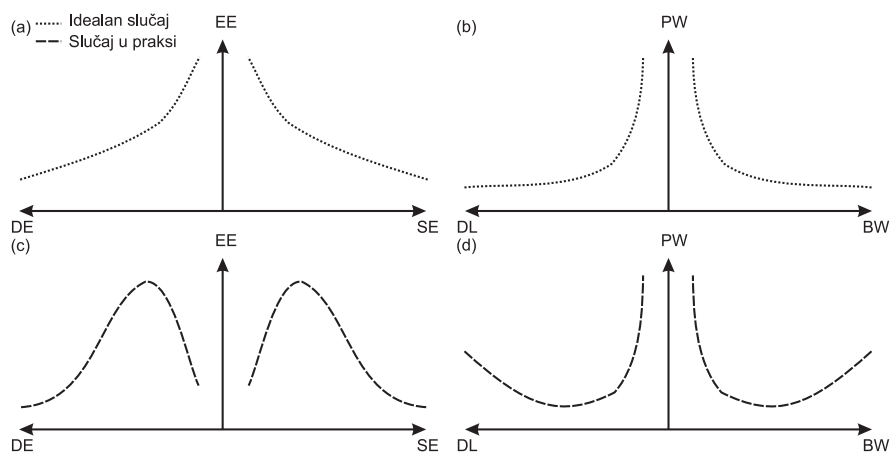 (a)
Idealan slučaj
Slučaj u praksi
EE
DE
SE
(b)
PW
DL
BW
(c)
EE
DE
SE
(d)
PW
DL
BW